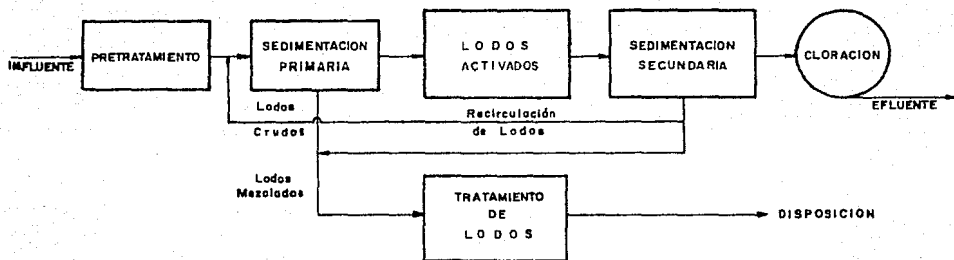 INFLUENTE
PRETRATAMIENTO
SEDIMENTACION
PRIMARIA
LODOS
ACTIVADOS
SEDIMENTACION
SECUNDARIA
CLORACION
EFLUENTE
Lodos
Crudos
Recirculación
de Lodos
Lodos
Mezclados
TRATAMIENTO
DE
LODOS
DISPOSICION